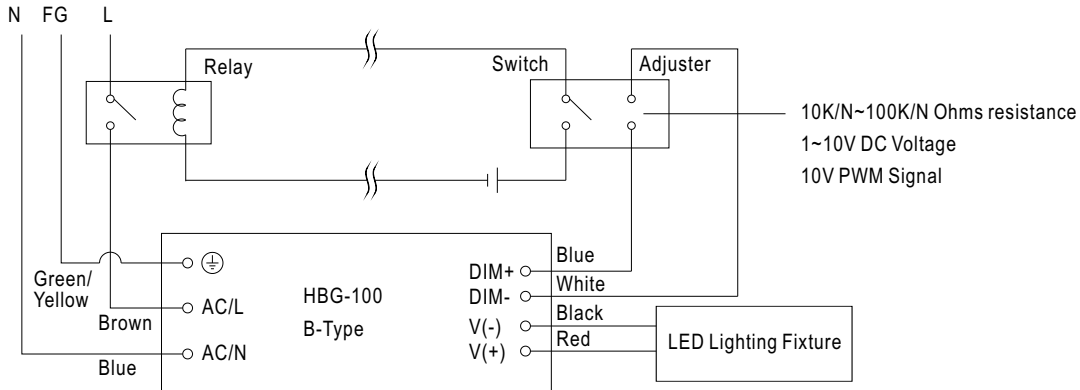 N FG L
Relay
Switch
Adjuster
10K/N~100K/N Ohms resistance
1~10V DC Voltage
10V PWM Signal
Green/
Yellow
Brown
Blue
AC/L
AC/N
HBG-100
B-Type
DIM+
DIM-
V(-)
V(+)
Blue
White
Black
Red
LED Lighting Fixture